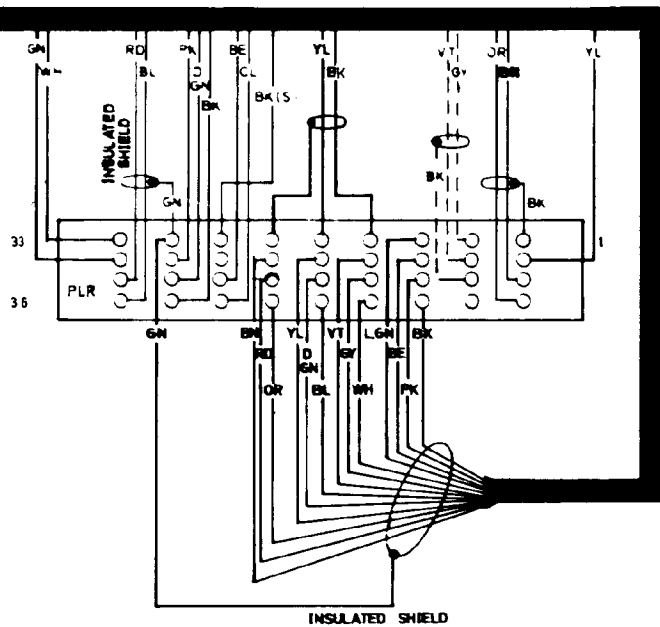 GN RD PK BE YL VT OR YL
WH BL D GN BK CL BK(S) BK GY BN
INSULATED
SHIELD
GN BK BK
33 1
PLR
36
GN BN YL VT L.GN BK
RD D GN GY BE
OR BL WH PK
INSULATED SHIELD